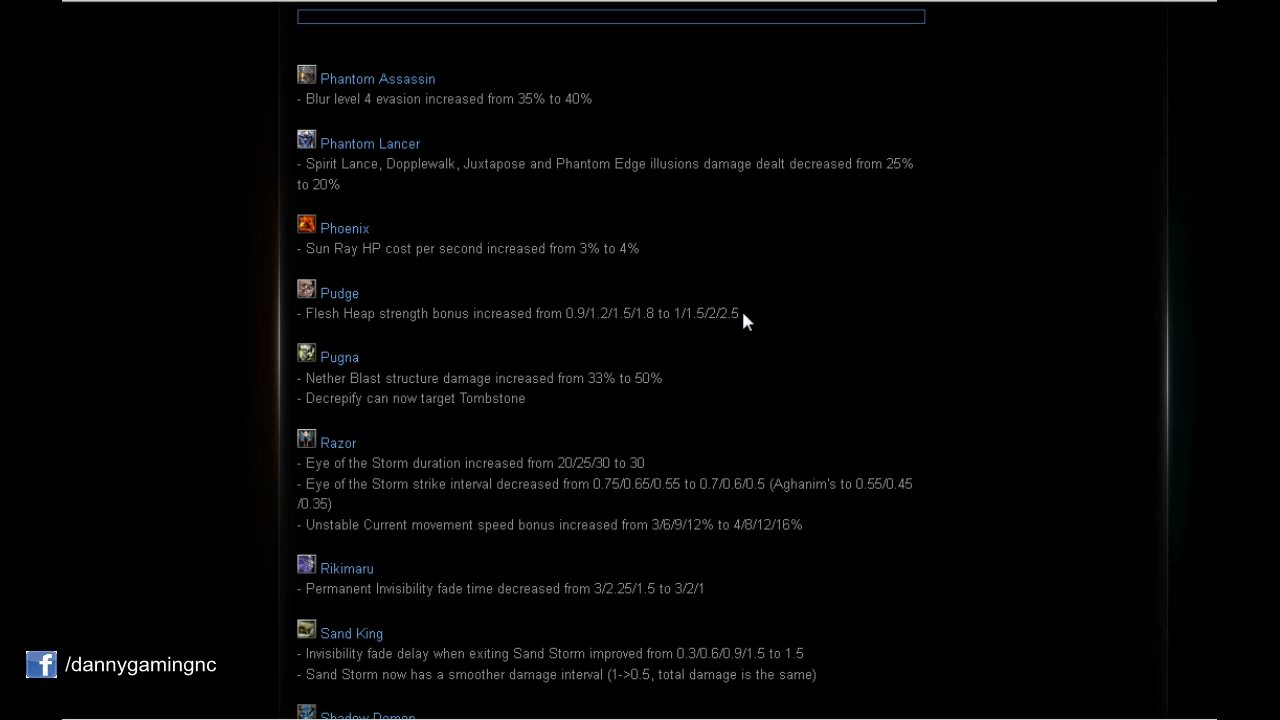 Phantom Assassin
- Blur level 4 evasion increased from 35% to 40%
Phantom Lancer
- Spirit Lance, Dopplewalk, Juxtapose and Phantom Edge illusions damage dealt decreased from 25%
to 20%
Phoenix
- Sun Ray HP cost per second increased from 3% to 4%
Pudge
- Flesh Heap strength bonus increased from 0.9/1.2/1.5/1.8 to 1/1.5/2/2.5
Pugna
- Nether Blast structure damage increased from 33% to 50%
- Decrepify can now target Tombstone
Razor
- Eye of the Storm duration increased from 20/25/30 to 30
- Eye of the Storm strike interval decreased from 0.75/0.65/0.55 to 0.7/0.6/0.5 (Aghanim's to 0.55/0.45
/0.35)
- Unstable Current movement speed bonus increased from 3/6/9/12% to 4/8/12/16%
Rikimaru
- Permanent Invisibility fade time decreased from 3/2.25/1.5 to 3/2/1
Sand King
- Invisibility fade delay when exiting Sand Storm improved from 0.3/0.6/0.9/1.5 to 1.5
- Sand Storm now has a smoother damage interval (1->0.5, total damage is the same)
Shadow Demon
f /dannygamingnc